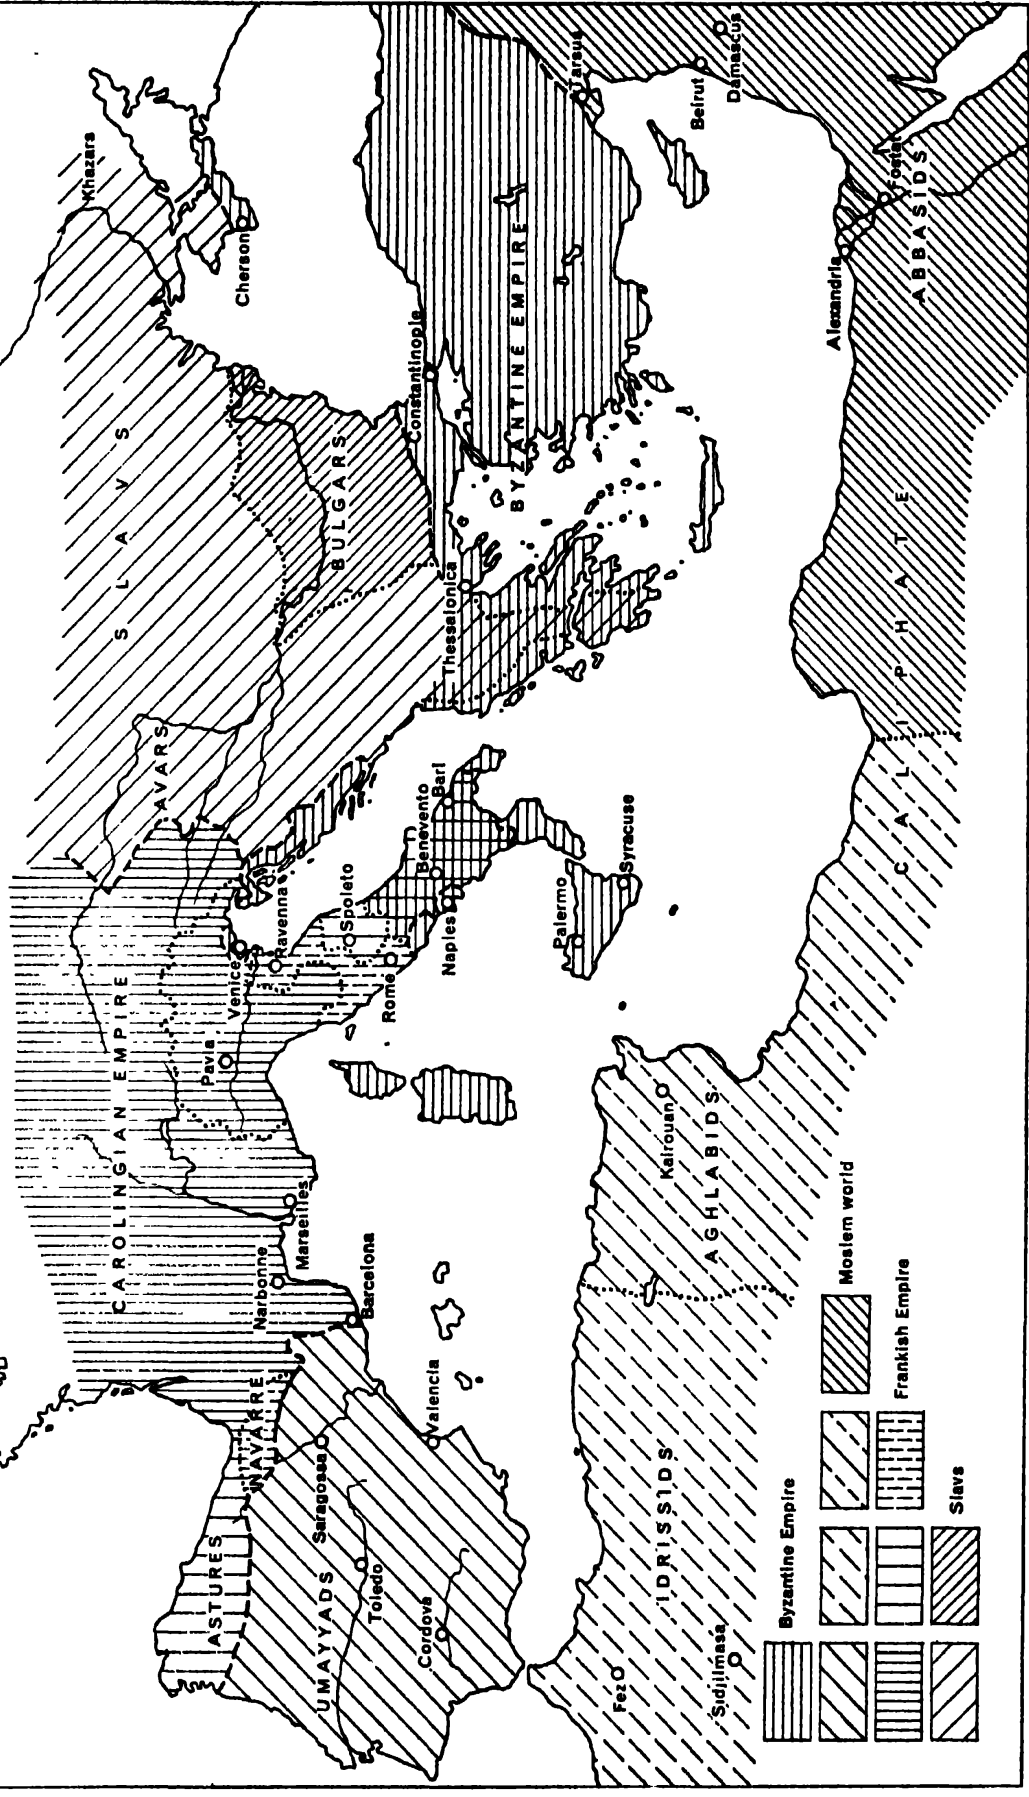 Khazars
Cherson
S L A V S
BULGARS
AVARS
CAROLINGIAN EMPIRE
Constantinople
BYZANTINE EMPIRE
Tarsus
Beirut
Damascus
Fostat
Alexandria
ABBASIDS
CALIPHATE
Thessalonica
Venice
Ravenna
Spoleto
Pavia
Rome
Benevento
Bari
Naples
Palermo
Syracuse
Marseilles
Narbonne
Barcelona
NAVARRE
ASTURES
Saragossa
Valencia
UMAYYADS
Toledo
Cordova
Kairouan
AGHLABIDS
IDRISSIDS
Fez
Sidjilmasa
Byzantine Empire
Moslem world
Frankish Empire
Slavs